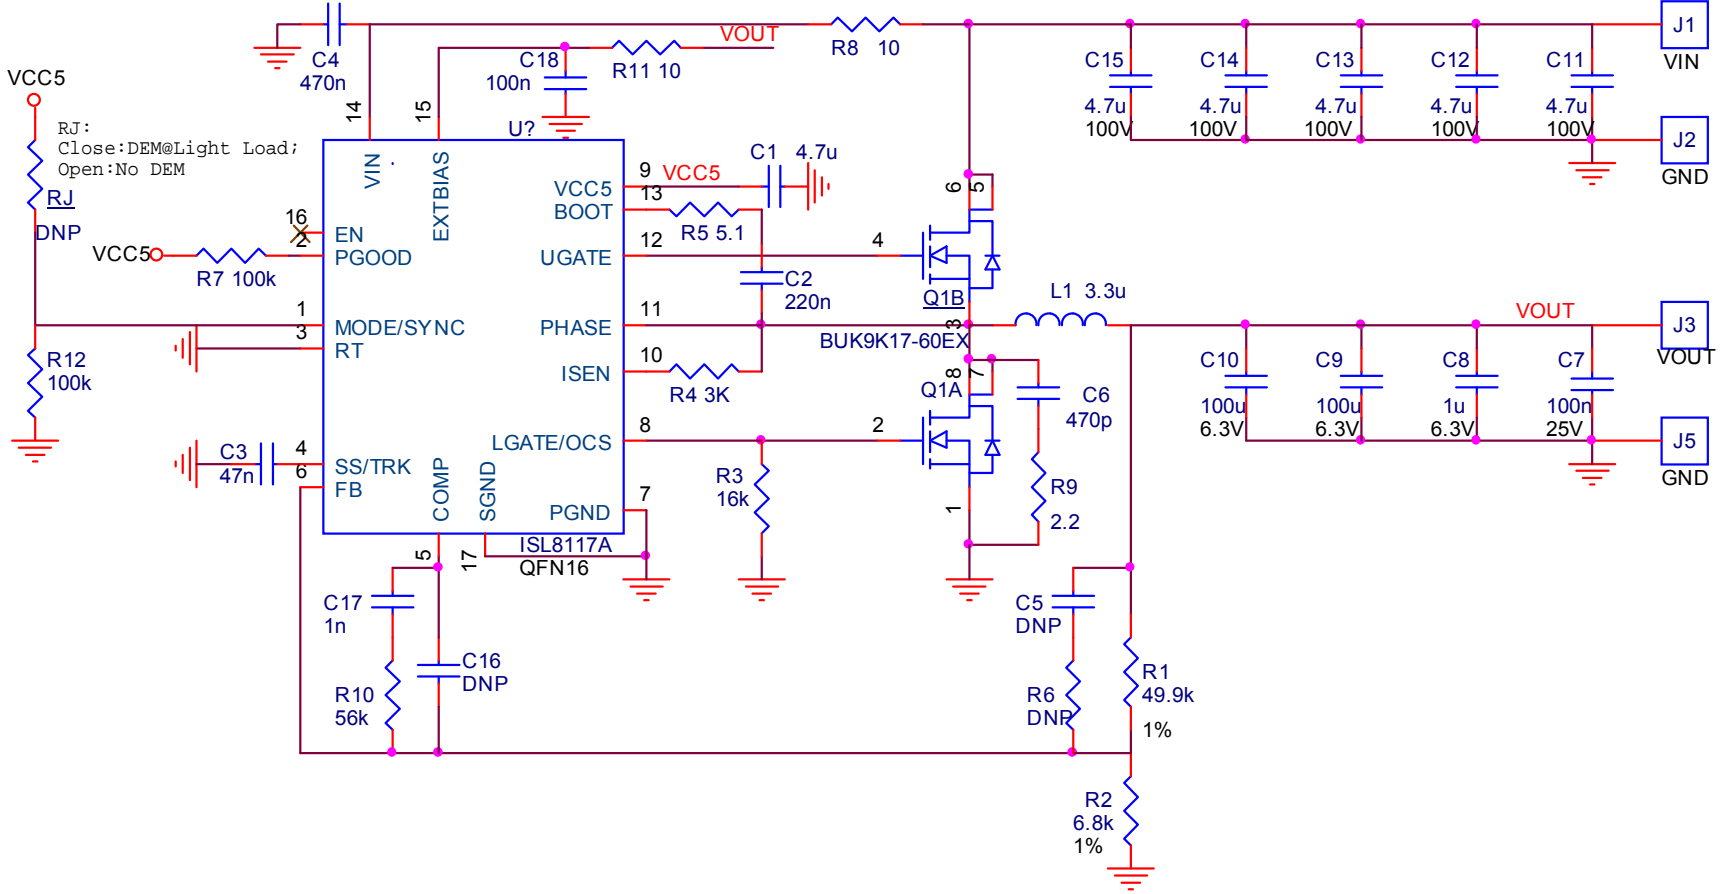 C4
470n
VOUT
R8 10
J1
VIN
C18
100n
R11 10
C15
4.7u
100V
C14
4.7u
100V
C13
4.7u
100V
C12
4.7u
100V
C11
4.7u
100V
J2
GND
VCC5
RJ:
Close:DEM@Light Load;
Open:No DEM
RJ
DNP
14
15
U?
VIN
EXTBIAS
C1 4.7u
9 VCC5
VCC5
13
BOOT
R5 5.1
16
EN
2
PGOOD
VCC5
R7 100k
12
UGATE
4
6
5
C2
220n
Q1B
L1 3.3u
1
MODE/SYNC
3
RT
11
PHASE
3
BUK9K17-60EX
VOUT
J3
VOUT
R12
100k
10
ISEN
R4 3K
8
7
Q1A
C6
470p
C10
100u
6.3V
C9
100u
6.3V
C8
1u
6.3V
C7
100n
25V
J5
GND
8
LGATE/OCS
2
C3
47n
4
SS/TRK
6
FB
COMP
SGND
R3
16k
R9
2.2
7
PGND
1
5
17
ISL8117A
QFN16
C17
1n
C16
DNP
R10
56k
C5
DNP
R6
DNP
R1
49.9k
1%
R2
6.8k
1%